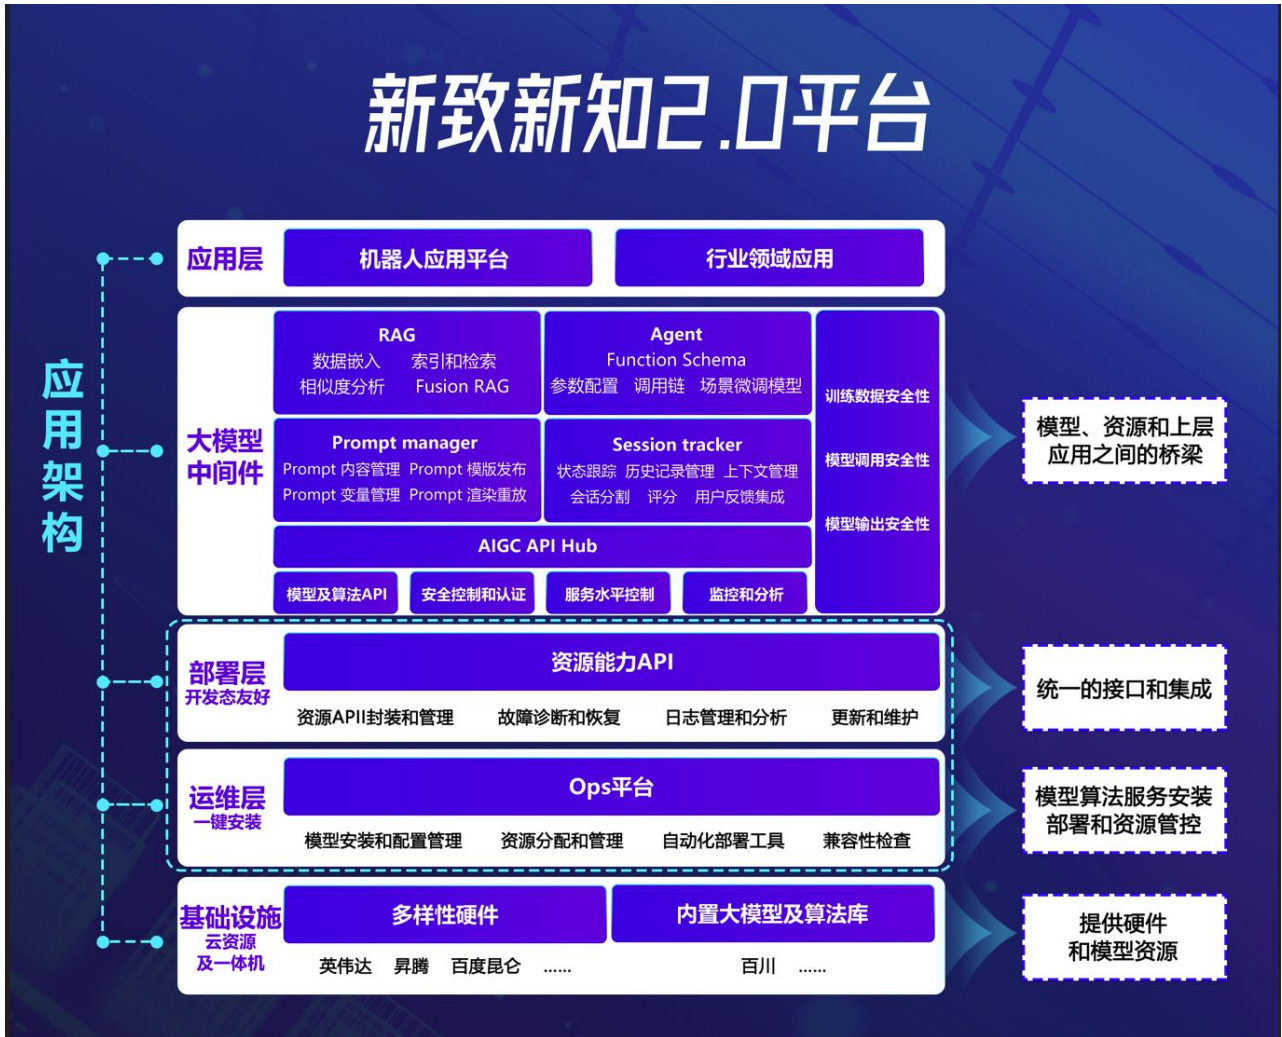 新致新知2.0平台
应用架构
应用层
机器人应用平台
行业领域应用
大模型
中间件
RAG
数据嵌入 索引和检索
相似度分析 Fusion RAG
Agent
Function Schema
参数配置 调用链 场景微调模型
Prompt manager
Prompt 内容管理 Prompt 模版发布
Prompt 变量管理 Prompt 渲染重放
Session tracker
状态跟踪 历史记录管理 上下文管理
会话分割 评分 用户反馈集成
AIGC API Hub
模型及算法API
安全控制和认证
服务水平控制
监控和分析
训练数据安全性
模型调用安全性
模型输出安全性
模型、资源和上层
应用之间的桥梁
部署层
开发态友好
资源能力API
资源APII封装和管理 故障诊断和恢复 日志管理和分析 更新和维护
统一的接口和集成
运维层
一键安装
Ops平台
模型安装和配置管理 资源分配和管理 自动化部署工具 兼容性检查
模型算法服务安装
部署和资源管控
基础设施
云资源
及一体机
多样性硬件
英伟达 昇腾 百度昆仑 ......
内置大模型及算法库
百川 ......
提供硬件
和模型资源